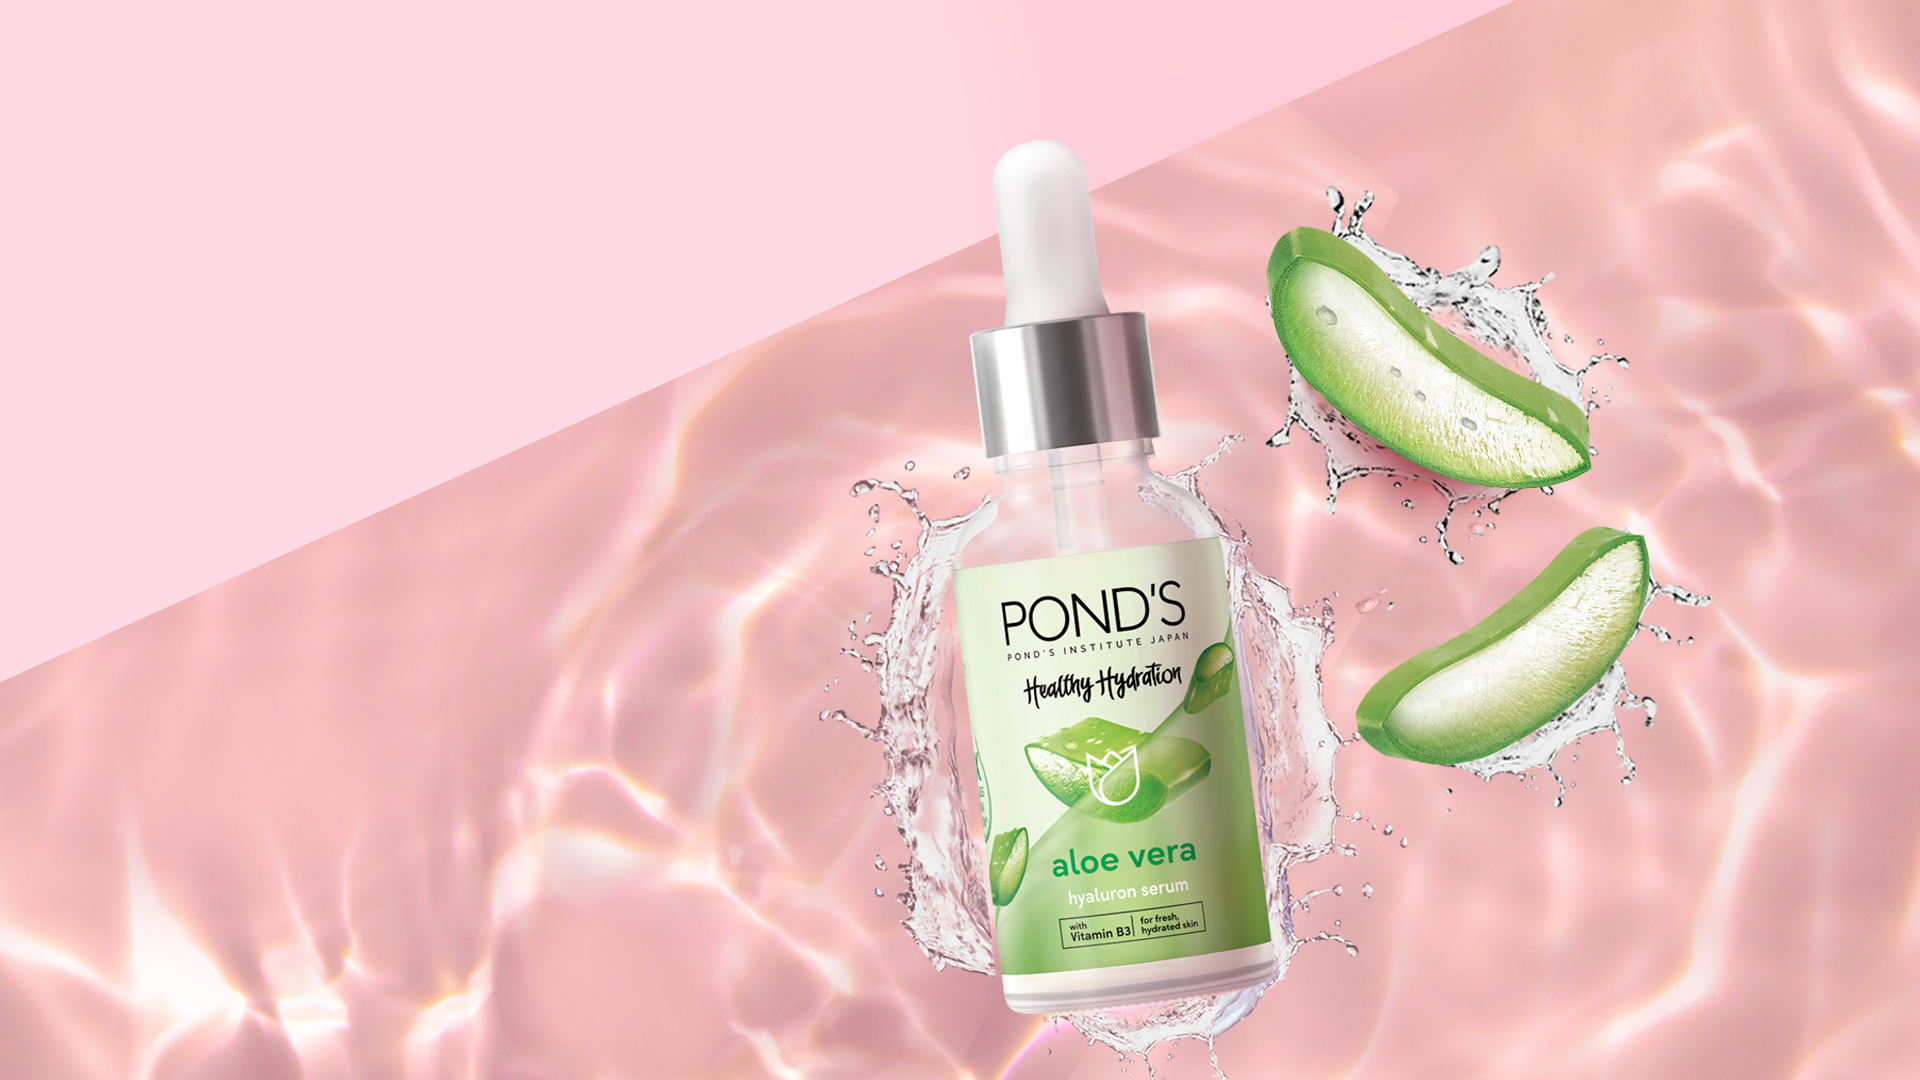 POND'S
POND'S INSTITUTE JAPAN
Healthy Hydration
aloe vera
hyaluron serum
with
Vitamin B3
for fresh,
hydrated skin